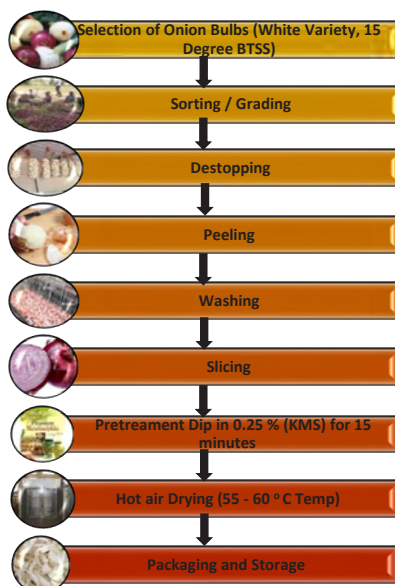 Selection of Onion Bulbs (White Variety, 15
Degree BTSS)
Sorting / Grading
Destopping
Peeling
Washing
Slicing
Pretreament Dip in 0.25 % (KMS) for 15
minutes
Hot air Drying (55 - 60 ° C Temp)
Packaging and Storage